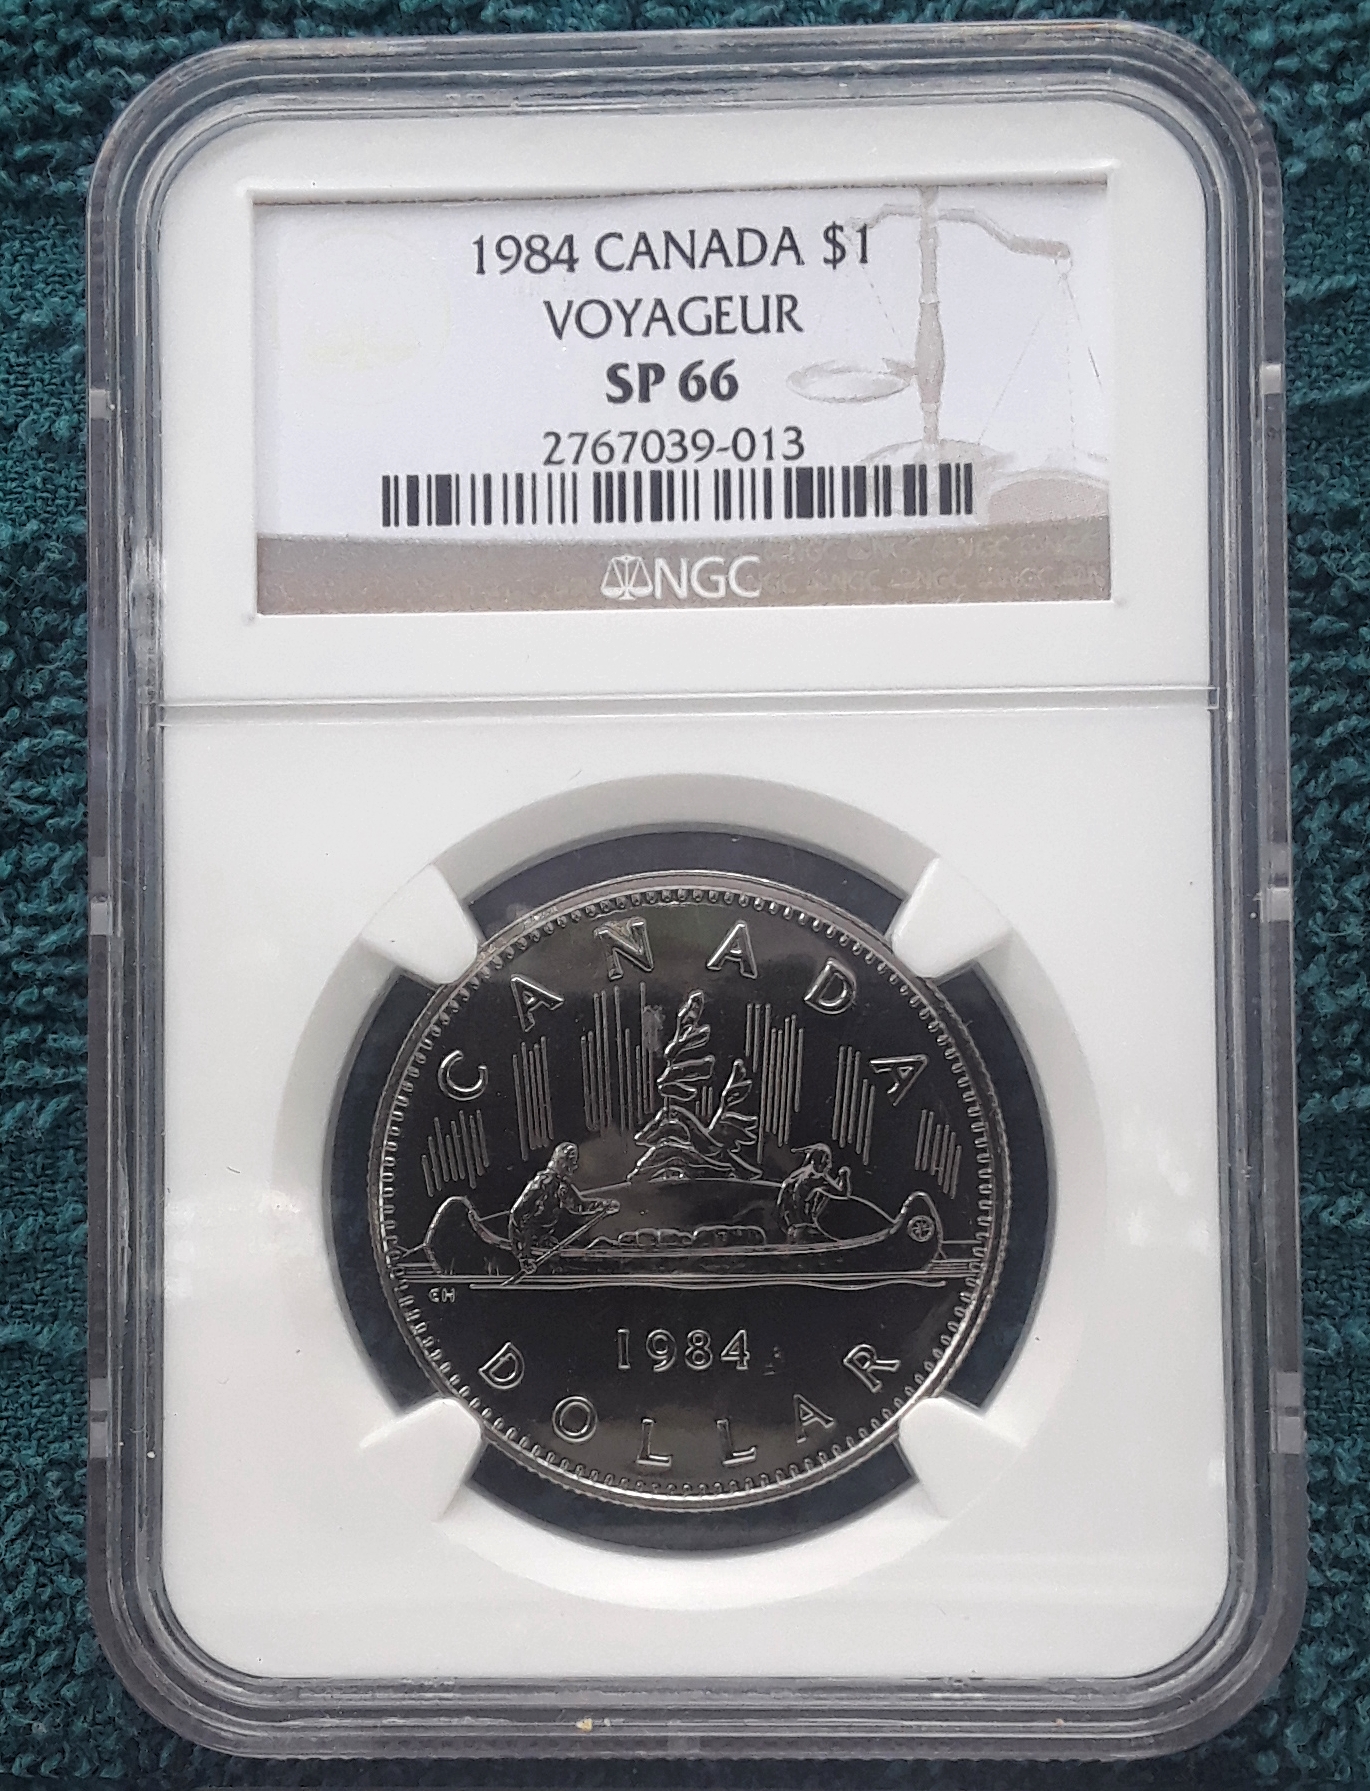 1984 CANADA $1
VOYAGEUR
SP 66
2767039-013
NGC
CANADA
EH
1984
DOLLAR